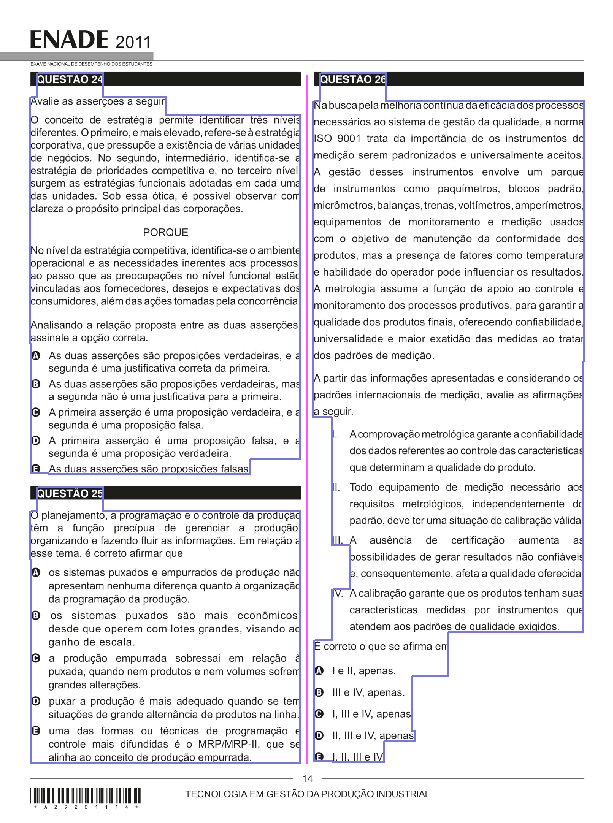 ENADE 2011
EXAME NACIONAL DE DESEMPENHO DOS ESTUDANTES
QUESTÃO 24
Avalie as asserções a seguir.
O conceito de estratégia permite identificar três níveis
diferentes. O primeiro, e mais elevado, refere-se à estratégia
corporativa, que pressupõe a existência de várias unidades
de negócios. No segundo, intermediário, identifica-se a
estratégia de prioridades competitiva e, no terceiro nível
surgem as estratégias funcionais adotadas em cada uma
das unidades. Sob essa ótica, é possível observar com
clareza o propósito principal das corporações.
PORQUE
No nível da estratégia competitiva, identifica-se o ambiente
operacional e as necessidades inerentes aos processos,
ao passo que as preocupações no nível funcional estão
vinculadas aos fornecedores, desejos e expectativas dos
consumidores, além das ações tomadas pela concorrência.
Analisando a relação proposta entre as duas asserções,
assinale a opção correta.
A As duas asserções são proposições verdadeiras, e a
segunda é uma justificativa correta da primeira.
B As duas asserções são proposições verdadeiras, mas
a segunda não é uma justificativa para a primeira.
C A primeira asserção é uma proposição verdadeira, e a
segunda é uma proposição falsa.
D A primeira asserção é uma proposição falsa, e a
segunda é uma proposição verdadeira.
E As duas asserções são proposições falsas.
QUESTÃO 25
O planejamento, a programação e o controle da produção
têm a função precípua de gerenciar a produção,
organizando e fazendo fluir as informações. Em relação a
esse tema, é correto afirmar que
A os sistemas puxados e empurrados de produção não
apresentam nenhuma diferença quanto à organização
da programação da produção.
B os sistemas puxados são mais econômicos,
desde que operem com lotes grandes, visando ao
ganho de escala.
C a produção empurrada sobressai em relação à
puxada, quando nem produtos e nem volumes sofrem
grandes alterações.
D puxar a produção é mais adequado quando se tem
situações de grande alternância de produtos na linha.
E uma das formas ou técnicas de programação e
controle mais difundidas é o MRP/MRP-II, que se
alinha ao conceito de produção empurrada.
QUESTÃO 26
Na busca pela melhoria contínua da eficácia dos processos
necessários ao sistema de gestão da qualidade, a norma
ISO 9001 trata da importância de os instrumentos de
medição serem padronizados e universalmente aceitos.
A gestão desses instrumentos envolve um parque
de instrumentos como paquímetros, blocos padrão,
micrômetros, balanças, trenas, voltímetros, amperímetros,
equipamentos de monitoramento e medição usados
com o objetivo de manutenção da conformidade dos
produtos, mas a presença de fatores como temperatura
e habilidade do operador pode influenciar os resultados.
A metrologia assume a função de apoio ao controle e
monitoramento dos processos produtivos, para garantir a
qualidade dos produtos finais, oferecendo confiabilidade,
universalidade e maior exatidão das medidas ao tratar
dos padrões de medição.
A partir das informações apresentadas e considerando os
padrões internacionais de medição, avalie as afirmações
a seguir.
I. A comprovação metrológica garante a confiabilidade
dos dados referentes ao controle das características
que determinam a qualidade do produto.
II. Todo equipamento de medição necessário aos
requisitos metrológicos, independentemente do
padrão, deve ter uma situação de calibração válida.
III. A ausência de certificação aumenta as
possibilidades de gerar resultados não confiáveis
e, consequentemente, afeta a qualidade oferecida.
IV. A calibração garante que os produtos tenham suas
características medidas por instrumentos que
atendem aos padrões de qualidade exigidos.
É correto o que se afirma em
A I e II, apenas.
B III e IV, apenas.
C I, III e IV, apenas.
D II, III e IV, apenas.
E I, II, III e IV.
14
TECNOLOGIA EM GESTÃO DA PRODUÇÃO INDUSTRIAL
*A2720111 4*